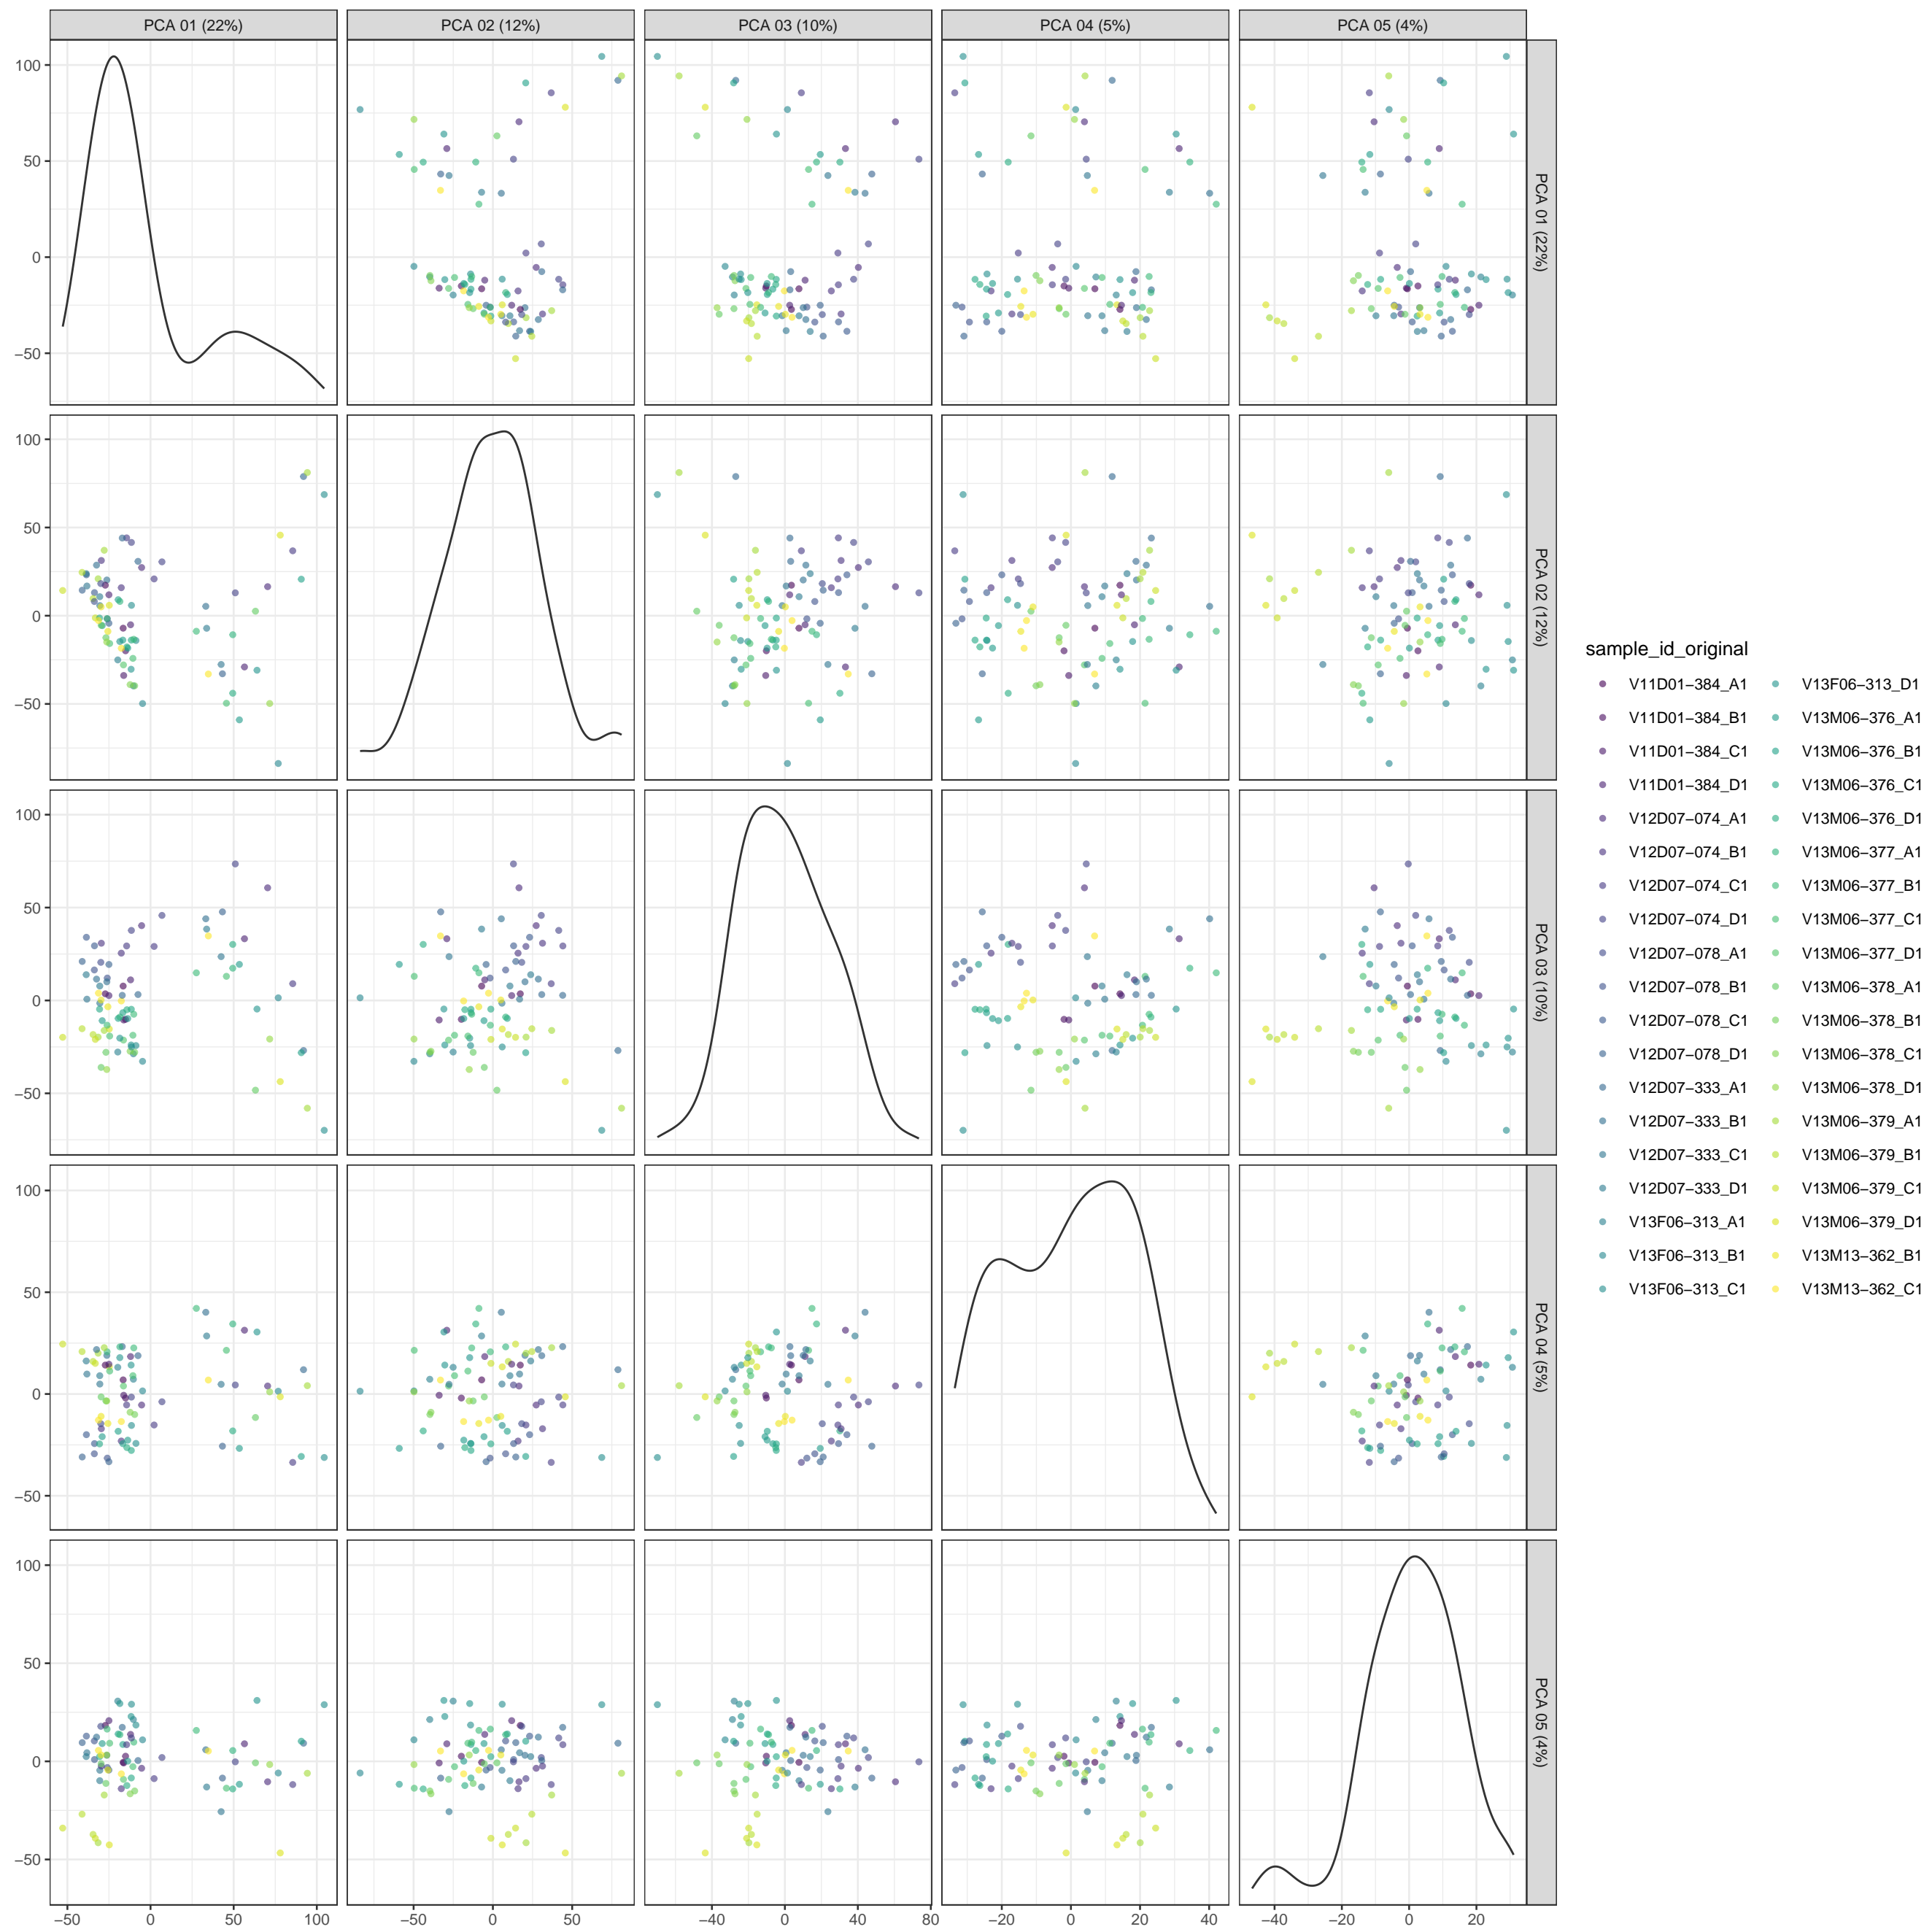 PCA 01 (22%) PCA 02 (12%) PCA 03 (10%) PCA 04 (5%) PCA 05 (4%)
100
50
0
−50
PCA 01 (22%)
100
50
0
−50
PCA 02 (12%)
100
50
0
−50
PCA 03 (10%)
100
50
0
−50
PCA 04 (5%)
100
50
0
−50
PCA 05 (4%)
−50 0 50 100 −50 0 50 −40 0 40 80 −20 0 20 40 −40 −20 0 20
sample_id_original
V11D01−384_A1 V13F06−313_D1
V11D01−384_B1 V13M06−376_A1
V11D01−384_C1 V13M06−376_B1
V11D01−384_D1 V13M06−376_C1
V12D07−074_A1 V13M06−376_D1
V12D07−074_B1 V13M06−377_A1
V12D07−074_C1 V13M06−377_B1
V12D07−074_D1 V13M06−377_C1
V12D07−078_A1 V13M06−377_D1
V12D07−078_B1 V13M06−378_A1
V12D07−078_C1 V13M06−378_B1
V12D07−078_D1 V13M06−378_C1
V12D07−333_A1 V13M06−378_D1
V12D07−333_B1 V13M06−379_A1
V12D07−333_C1 V13M06−379_B1
V12D07−333_D1 V13M06−379_C1
V13F06−313_A1 V13M06−379_D1
V13F06−313_B1 V13M13−362_B1
V13F06−313_C1 V13M13−362_C1